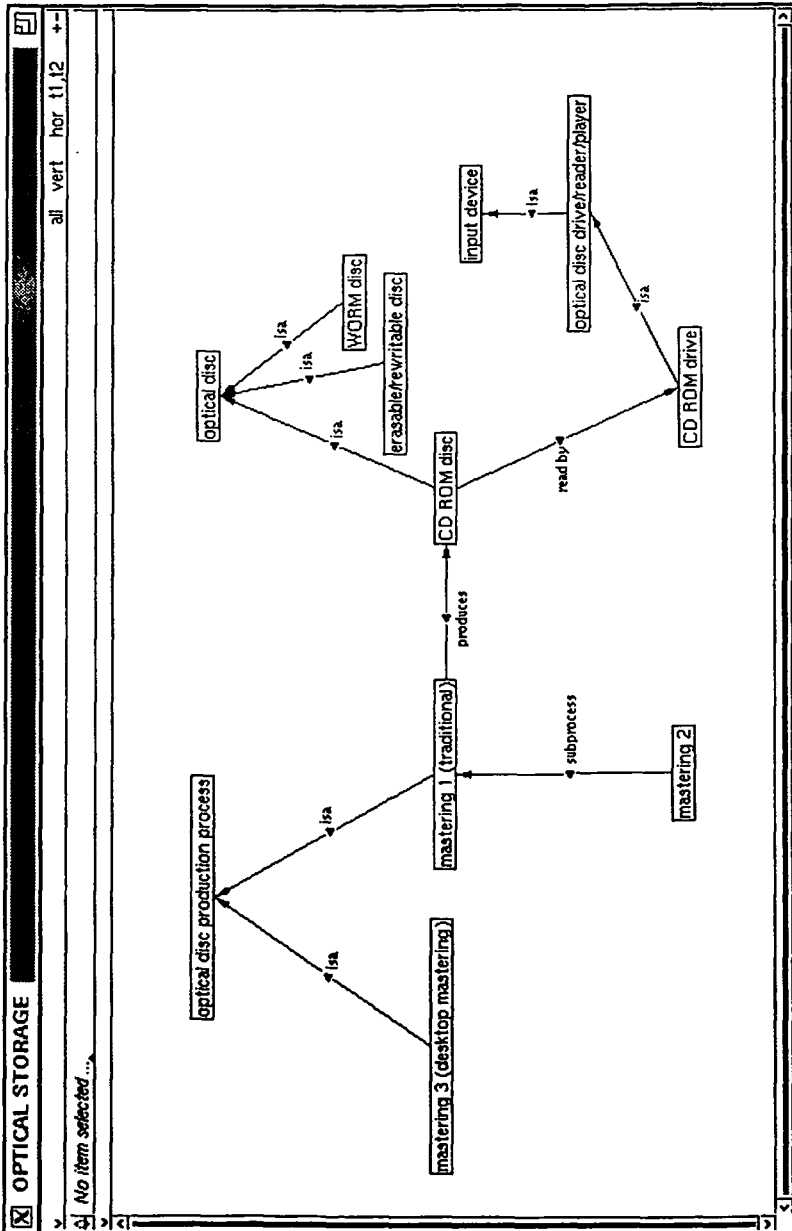 OPTICAL STORAGE
all vert hor t1,t2 +-
No item selected ...
optical disc production process
optical disc
isa
isa
isa
isa
isa
WORM disc
erasable/rewritable disc
input device
isa
mastering 3 (desktop mastering)
mastering 1 (traditional)
produces
CD ROM disc
optical disc drive/reader/player
subprocess
read by
isa
mastering 2
CD ROM drive